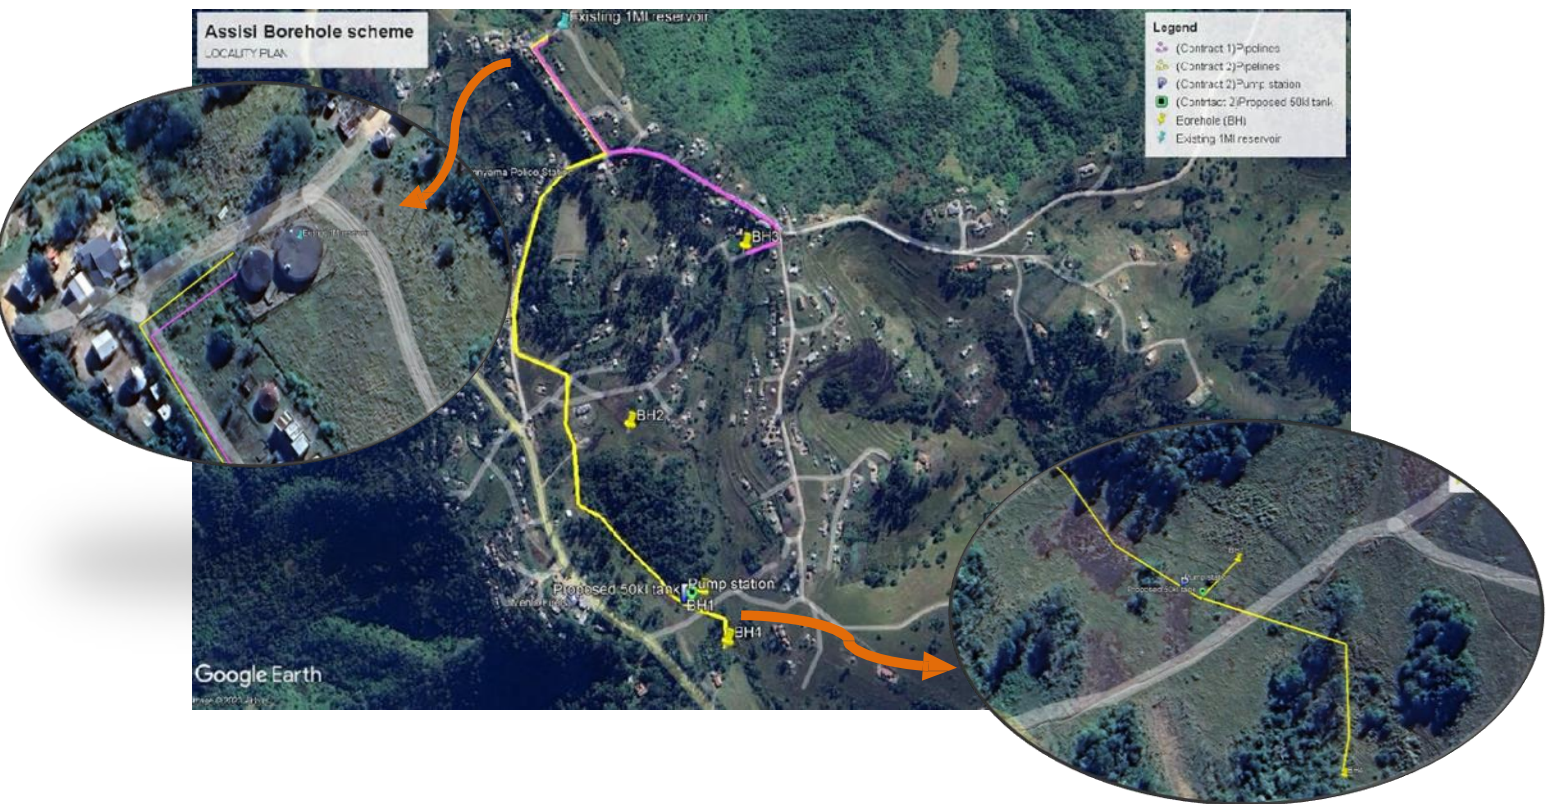 Assisi Borehole scheme
LOCALITY PLAN
Existing 1Ml reservoir
Legend
(Contract 1)Pipelines
(Contract 2)Pipelines
(Contract 2)Pump station
(Contrtact 2)Proposed 50kl tank
Borehole (BH)
Existing 1Ml reservoir
BH3
BH2
Proposed 50kl tank
Pump station
BH1
BH4
Google Earth